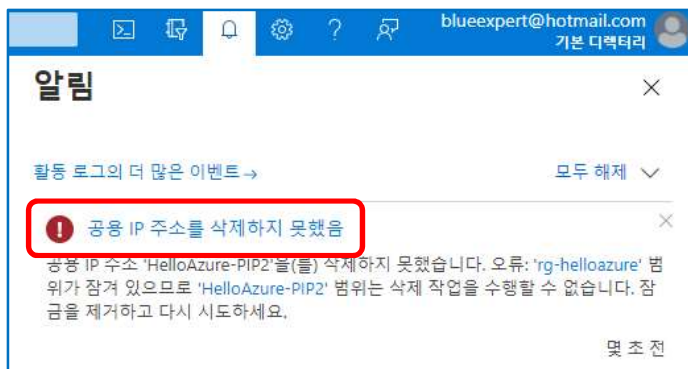 blueexpert@hotmail.com
기본 디렉터리
알림
활동 로그의 더 많은 이벤트→
모두 해제
공용 IP 주소를 삭제하지 못했음
공용 IP 주소 'HelloAzure-PIP2'을(를) 삭제하지 못했습니다. 오류: 'rg-helloazure' 범
위가 잠겨 있으므로 'HelloAzure-PIP2' 범위는 삭제 작업을 수행할 수 없습니다. 잠
금을 제거하고 다시 시도하세요.
몇 초 전